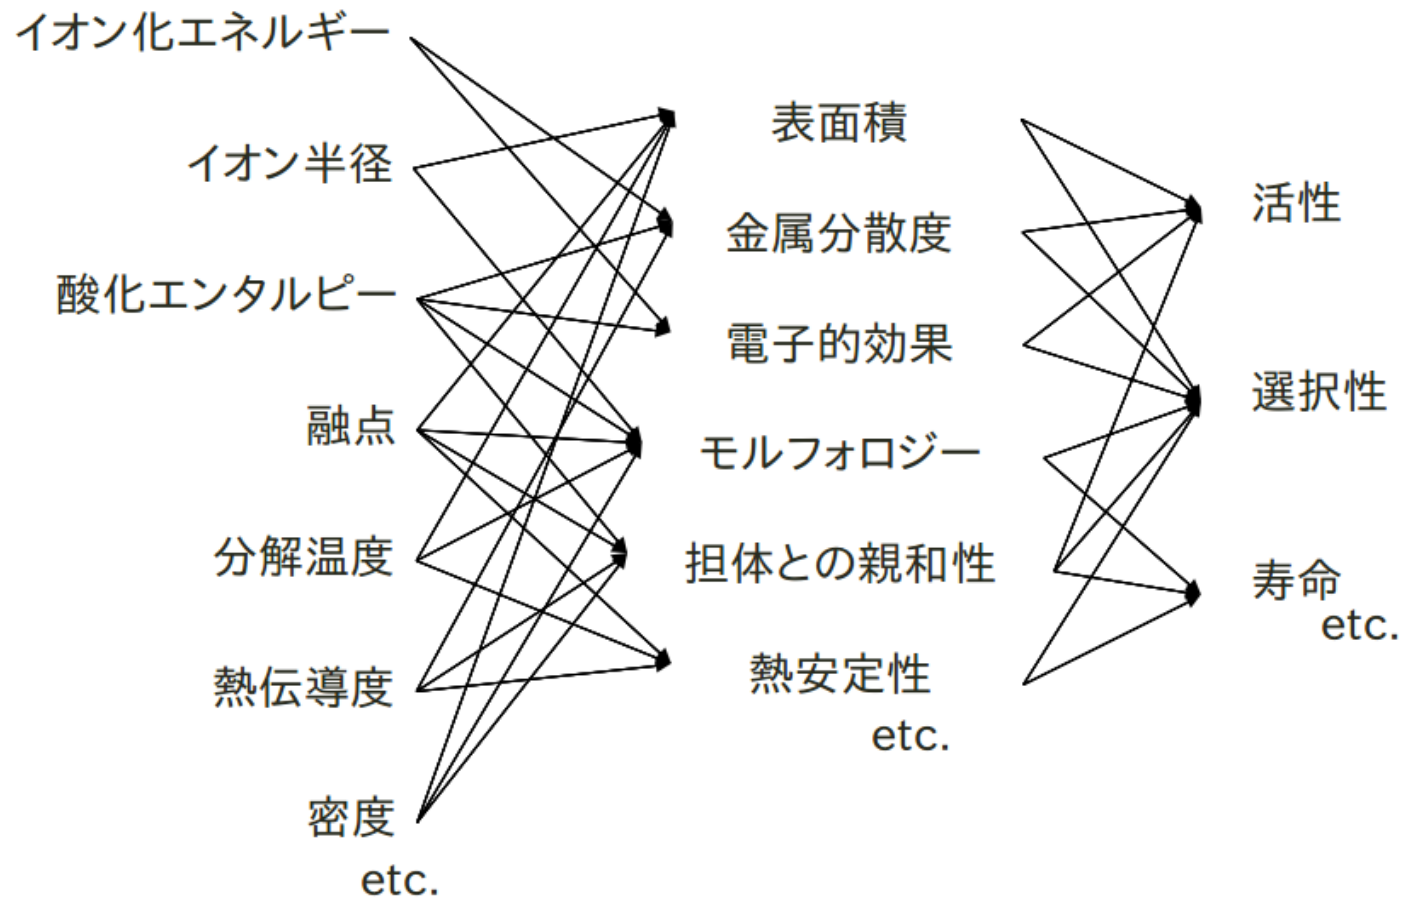 イオン化エネルギー
イオン半径
酸化エンタルピー
融点
分解温度
熱伝導度
密度
etc.
表面積
金属分散度
電子的効果
モルフォロジー
担体との親和性
熱安定性
etc.
活性
選択性
寿命
etc.